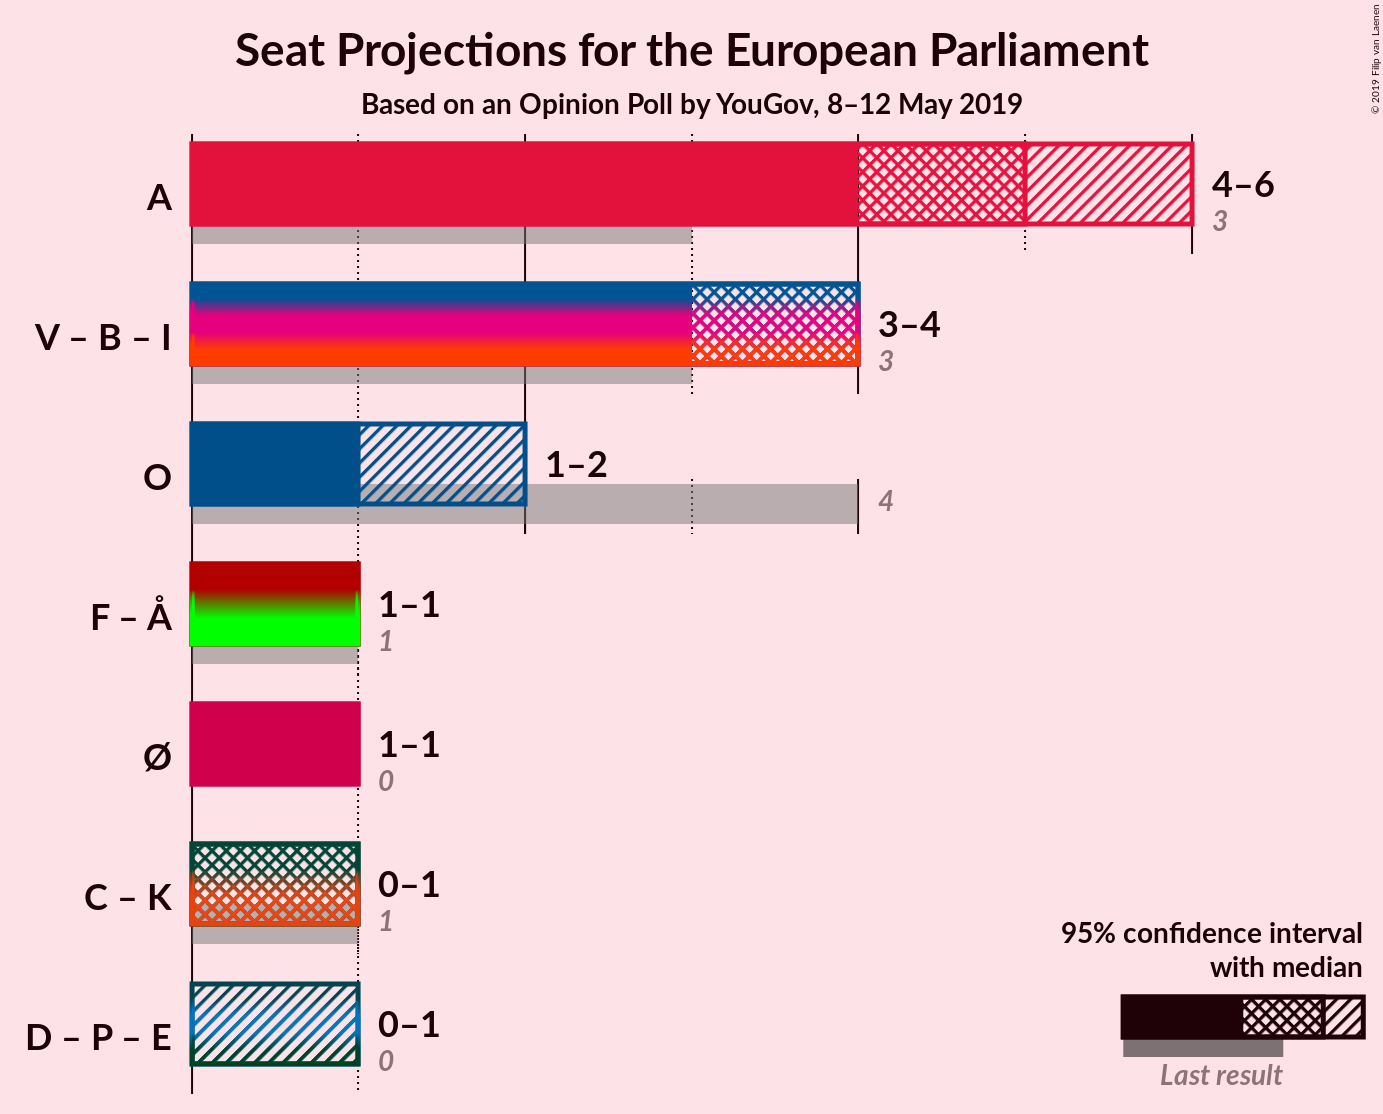 Seat Projections for the European Parliament
Based on an Opinion Poll by YouGov, 8–12 May 2019
© 2019 Filip van Laenen
A
4–6
3
V – B – I
3–4
3
O
1–2
4
F – Å
1–1
1
Ø
1–1
0
C – K
0–1
1
D – P – E
0–1
0
95% confidence interval
with median
Last result